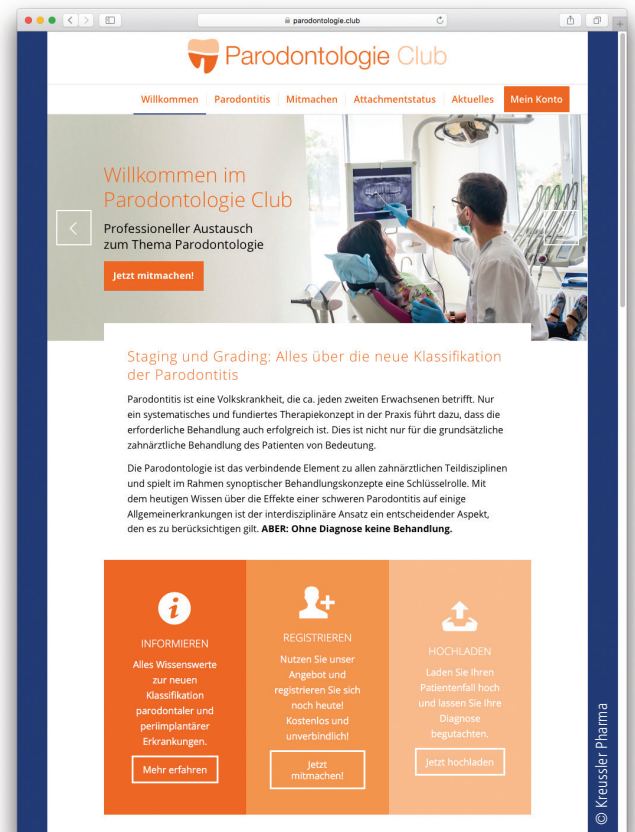 parodontologie.club
Parodontologie Club
Willkommen Parodontitis Mitmachen Attachmentstatus Aktuelles Mein Konto
Willkommen im
Parodontologie Club
Professioneller Austausch
zum Thema Parodontologie
Jetzt mitmachen!
Staging und Grading: Alles über die neue Klassifikation
der Parodontitis
Parodontitis ist eine Volkskrankheit, die ca. jeden zweiten Erwachsenen betrifft. Nur
ein systematisches und fundiertes Therapiekonzept in der Praxis führt dazu, dass die
erforderliche Behandlung auch erfolgreich ist. Dies ist nicht nur für die grundsätzliche
zahnärztliche Behandlung des Patienten von Bedeutung.
Die Parodontologie ist das verbindende Element zu allen zahnärztlichen Teildisziplinen
und spielt im Rahmen synoptischer Behandlungskonzepte eine Schlüsselrolle. Mit
dem heutigen Wissen über die Effekte einer schweren Parodontitis auf einige
Allgemeinerkrankungen ist der interdisziplinäre Ansatz ein entscheidender Aspekt,
den es zu berücksichtigen gilt. ABER: Ohne Diagnose keine Behandlung.
INFORMIEREN
Alles Wissenswerte
zur neuen
Klassifikation
parodontaler und
periimplantärer
Erkrankungen.
Mehr erfahren
REGISTRIEREN
Nutzen Sie unser
Angebot und
registrieren Sie sich
noch heute!
Kostenlos und
unverbindlich!
Jetzt
mitmachen!
HOCHLADEN
Laden Sie Ihren
Patientenfall hoch
und lassen Sie Ihre
Diagnose
begutachten.
Jetzt hochladen
© Kreussler Pharma